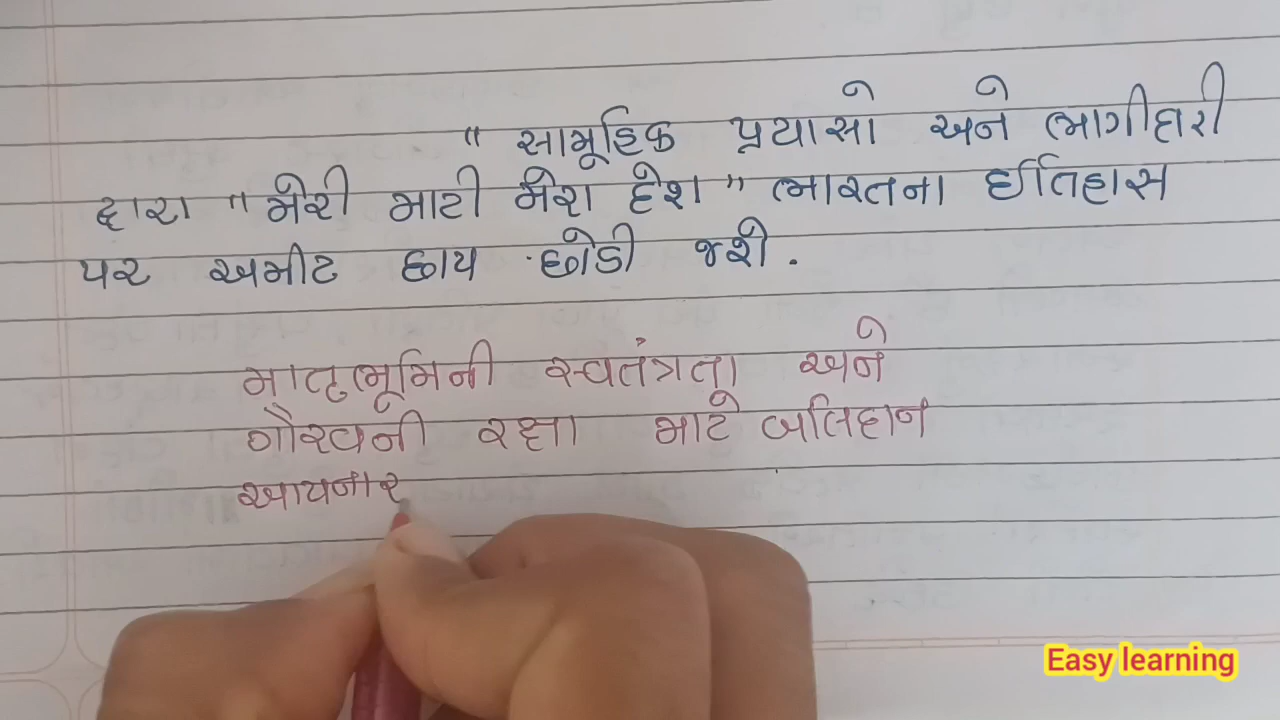 " સામૂહિક પ્રયાસો અને ભાગીદારી
દ્વારા " મેરી માટી મેરા દેશ " ભારતના ઈતિહાસ
પર અમીટ છાપ છોડી જશે .
માતૃભૂમિની સ્વતંત્રતા અને
ગૌરવની રક્ષા માટે બલિદાન
આપનાર
Easy learning